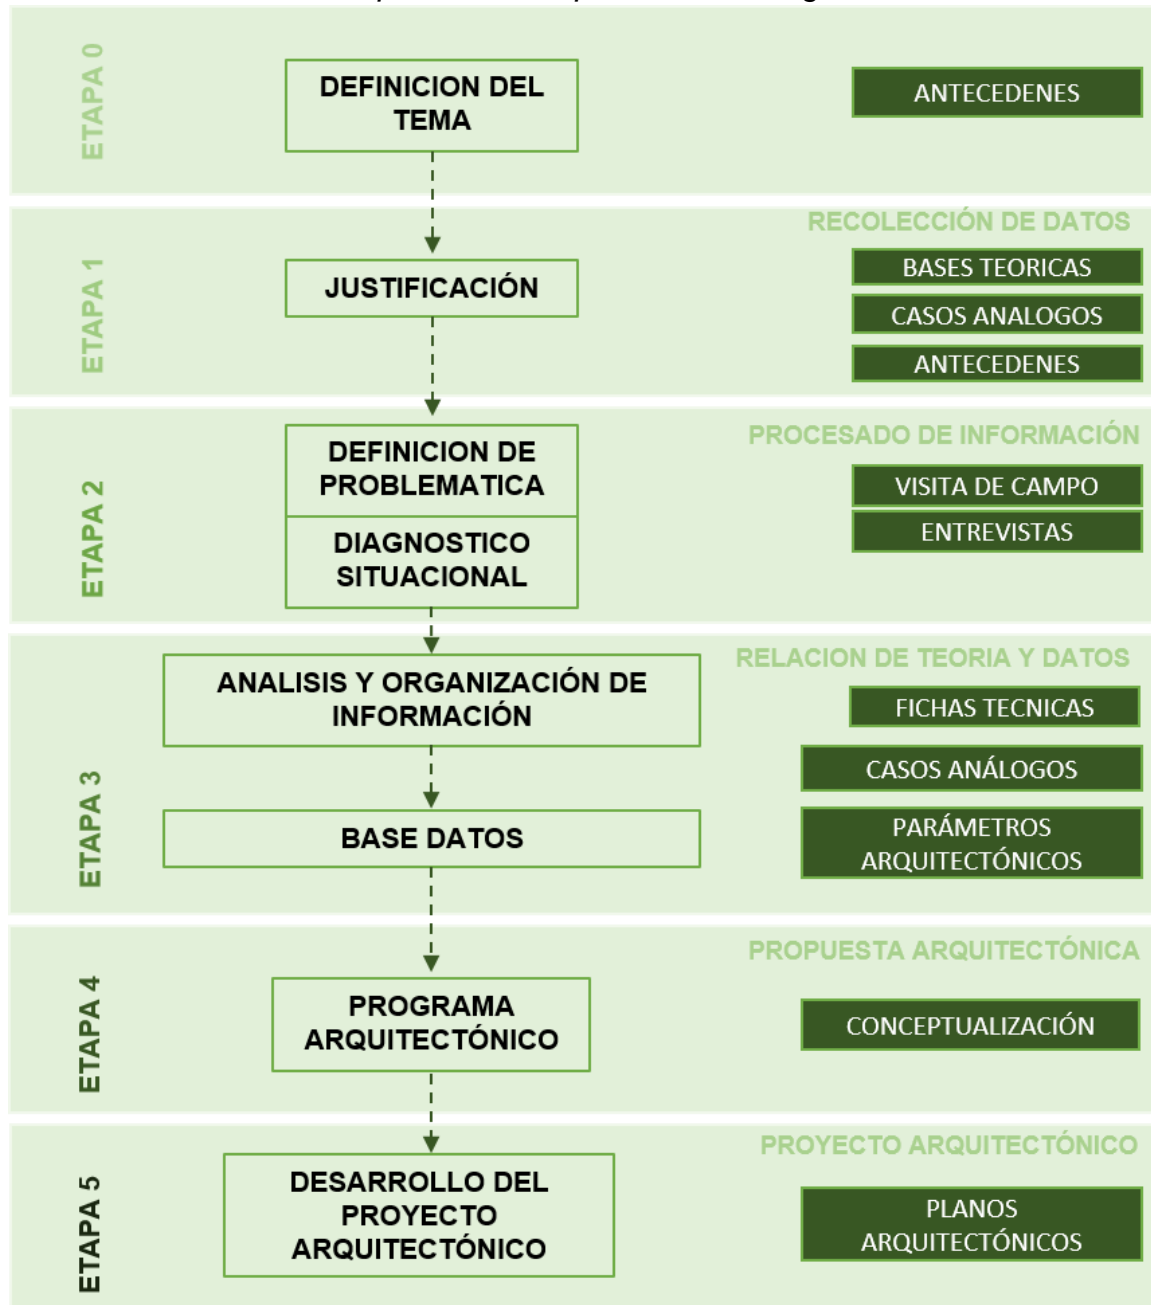 ETAPA 0
DEFINICION DEL
TEMA
ANTECEDENES
ETAPA 1
JUSTIFICACIÓN
RECOLECCIÓN DE DATOS
BASES TEORICAS
CASOS ANALOGOS
ANTECEDENES
ETAPA 2
DEFINICION DE
PROBLEMATICA
DIAGNOSTICO
SITUACIONAL
PROCESADO DE INFORMACIÓN
VISITA DE CAMPO
ENTREVISTAS
ETAPA 3
ANALISIS Y ORGANIZACIÓN DE
INFORMACIÓN
BASE DATOS
RELACION DE TEORIA Y DATOS
FICHAS TECNICAS
CASOS ANÁLOGOS
PARÁMETROS
ARQUITECTÓNICOS
ETAPA 4
PROGRAMA
ARQUITECTÓNICO
PROPUESTA ARQUITECTÓNICA
CONCEPTUALIZACIÓN
ETAPA 5
DESARROLLO DEL
PROYECTO
ARQUITECTÓNICO
PROYECTO ARQUITECTÓNICO
PLANOS
ARQUITECTÓNICOS